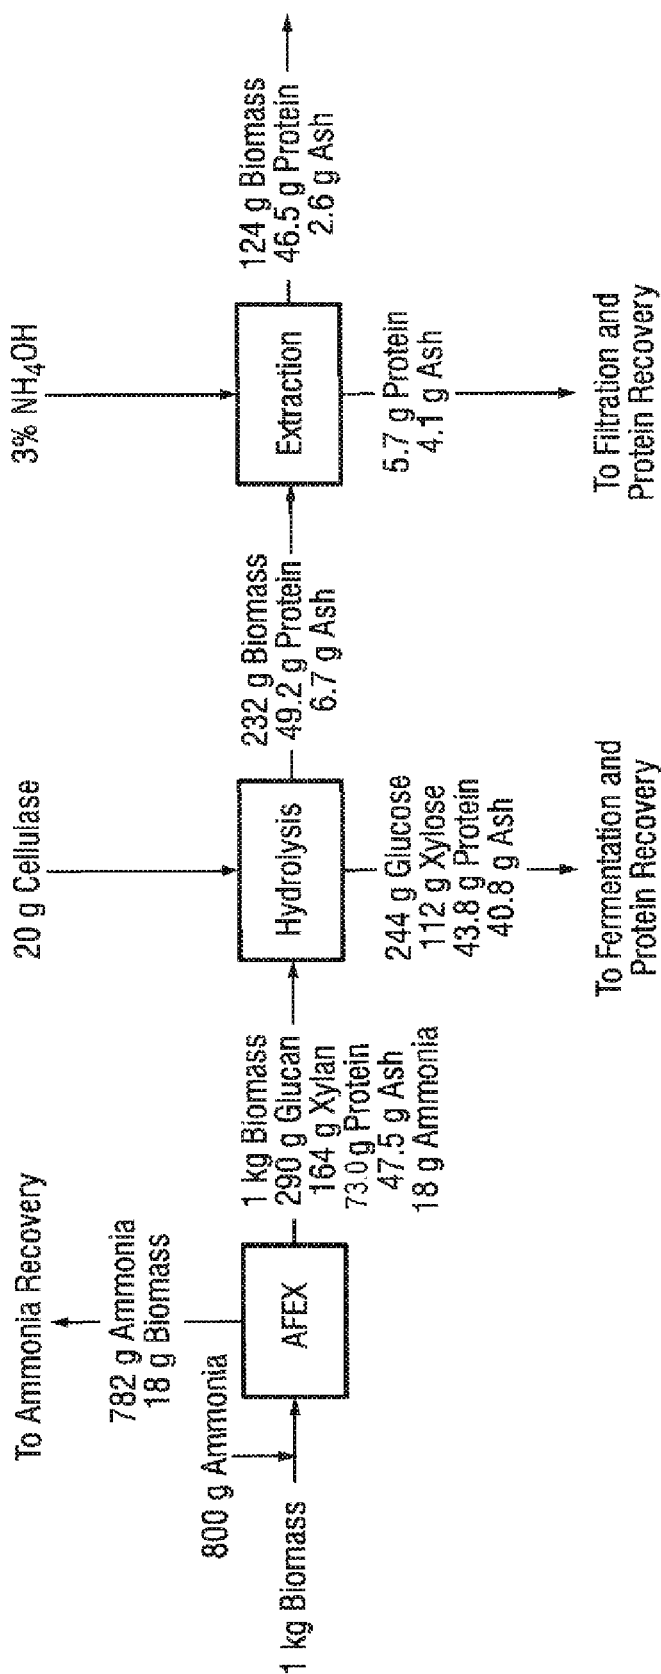 1 kg Biomass
800 g Ammonia
To Ammonia Recovery
782 g Ammonia
18 g Biomass
AFEX
1 kg Biomass
290 g Glucan
164 g Xylan
73.0 g Protein
47.5 g Ash
18 g Ammonia
20 g Cellulase
Hydrolysis
244 g Glucose
112 g Xylose
43.8 g Protein
40.8 g Ash
To Fermentation and
Protein Recovery
232 g Biomass
49.2 g Protein
6.7 g Ash
3% NH₄OH
Extraction
5.7 g Protein
4.1 g Ash
To Filtration and
Protein Recovery
124 g Biomass
46.5 g Protein
2.6 g Ash